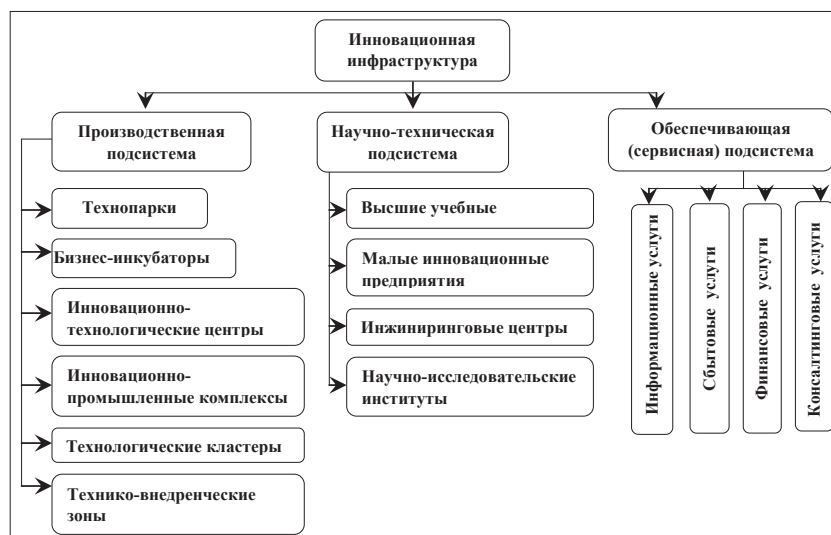 Инновационная
инфраструктура
Производственная
подсистема
Научно-техническая
подсистема
Обеспечивающая
(сервисная) подсистема
Технопарки
Бизнес-инкубаторы
Инновационно-
технологические центры
Инновационно-
промышленные комплексы
Технологические кластеры
Технико-внедренческие
зоны
Высшие учебные
Малые инновационные
предприятия
Инжиниринговые центры
Научно-исследовательские
институты
Информационные услуги
Сбытовые услуги
Финансовые услуги
Консалтинговые услуги